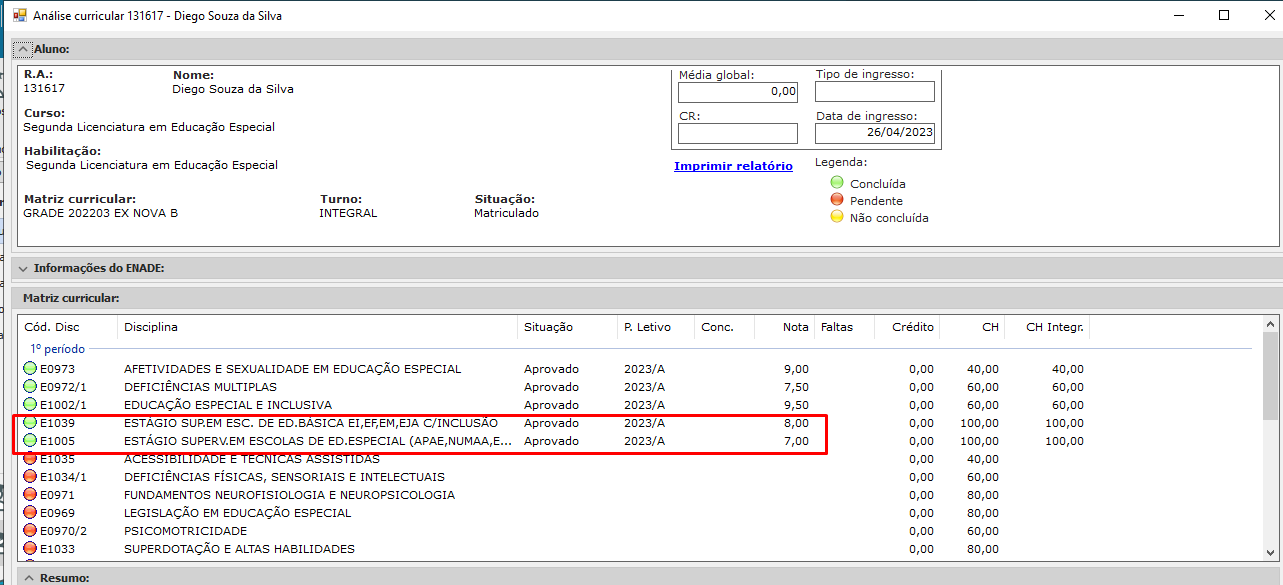 Análise curricular 131617 - Diego Souza da Silva
Aluno:
R.A.: Nome:
131617 Diego Souza da Silva
Curso:
Segunda Licenciatura em Educação Especial
Habilitação:
Segunda Licenciatura em Educação Especial
Matriz curricular: Turno: Situação:
GRADE 202203 EX NOVA B INTEGRAL Matriculado
Média global: Tipo de ingresso:
0,00
CR: Data de ingresso:
26/04/2023
Imprimir relatório
Legenda:
Concluída
Pendente
Não concluída
Informações do ENADE:
Matriz curricular:
Cód. Disc Disciplina Situação P. Letivo Conc. Nota Faltas Crédito CH CH Integr.
1º período
E0973 AFETIVIDADES E SEXUALIDADE EM EDUCAÇÃO ESPECIAL Aprovado 2023/A 9,00 0,00 40,00 40,00
E0972/1 DEFICIÊNCIAS MULTIPLAS Aprovado 2023/A 7,50 0,00 60,00 60,00
E1002/1 EDUCAÇÃO ESPECIAL E INCLUSIVA Aprovado 2023/A 9,50 0,00 60,00 60,00
E1039 ESTÁGIO SUP.EM ESC. DE ED.BÁSICA EI,EF,EM,EJA C/INCLUSÃO Aprovado 2023/A 8,00 0,00 100,00 100,00
E1005 ESTÁGIO SUPERV.EM ESCOLAS DE ED.ESPECIAL (APAE,NUMAA,E... Aprovado 2023/A 7,00 0,00 100,00 100,00
E1035 ACESSIBILIDADE E TECNICAS ASSISTIDAS 0,00 40,00
E1034/1 DEFICIÊNCIAS FÍSICAS, SENSORIAIS E INTELECTUAIS 0,00 60,00
E0971 FUNDAMENTOS NEUROFISIOLOGIA E NEUROPSICOLOGIA 0,00 80,00
E0969 LEGISLAÇÃO EM EDUCAÇÃO ESPECIAL 0,00 80,00
E0970/2 PSICOMOTRICIDADE 0,00 60,00
E1033 SUPERDOTAÇÃO E ALTAS HABILIDADES 0,00 80,00
Resumo: